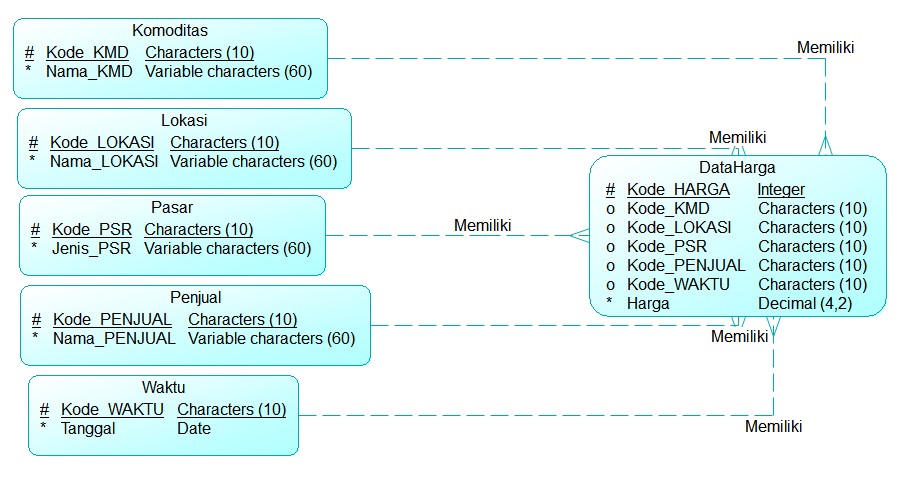 Komoditas
# Kode_KMD Characters (10)
* Nama_KMD Variable characters (60)
Memiliki
Lokasi
# Kode_LOKASI Characters (10)
* Nama_LOKASI Variable characters (60)
Memiliki
Pasar
# Kode_PSR Characters (10)
* Jenis_PSR Variable characters (60)
Memiliki
DataHarga
# Kode_HARGA Integer
o Kode_KMD Characters (10)
o Kode_LOKASI Characters (10)
o Kode_PSR Characters (10)
o Kode_PENJUAL Characters (10)
o Kode_WAKTU Characters (10)
* Harga Decimal (4,2)
Penjual
# Kode_PENJUAL Characters (10)
* Nama_PENJUAL Variable characters (60)
Memiliki
Waktu
# Kode_WAKTU Characters (10)
* Tanggal Date
Memiliki